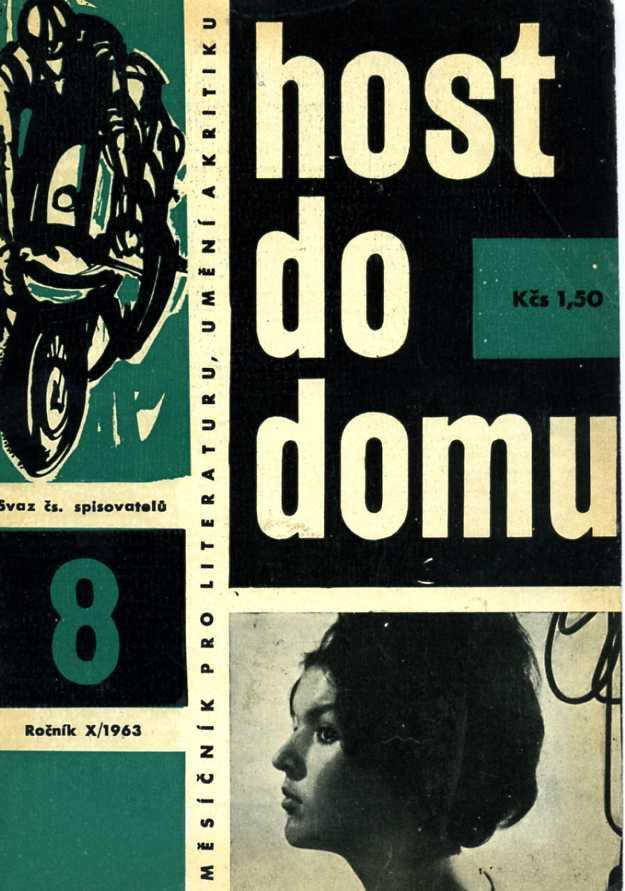 host
do
domu
Kčs 1,50
MĚSÍČNÍK PRO LITERATURU, UMĚNÍ A KRITIKU
Svaz čs. spisovatelů
8
Ročník X/1963